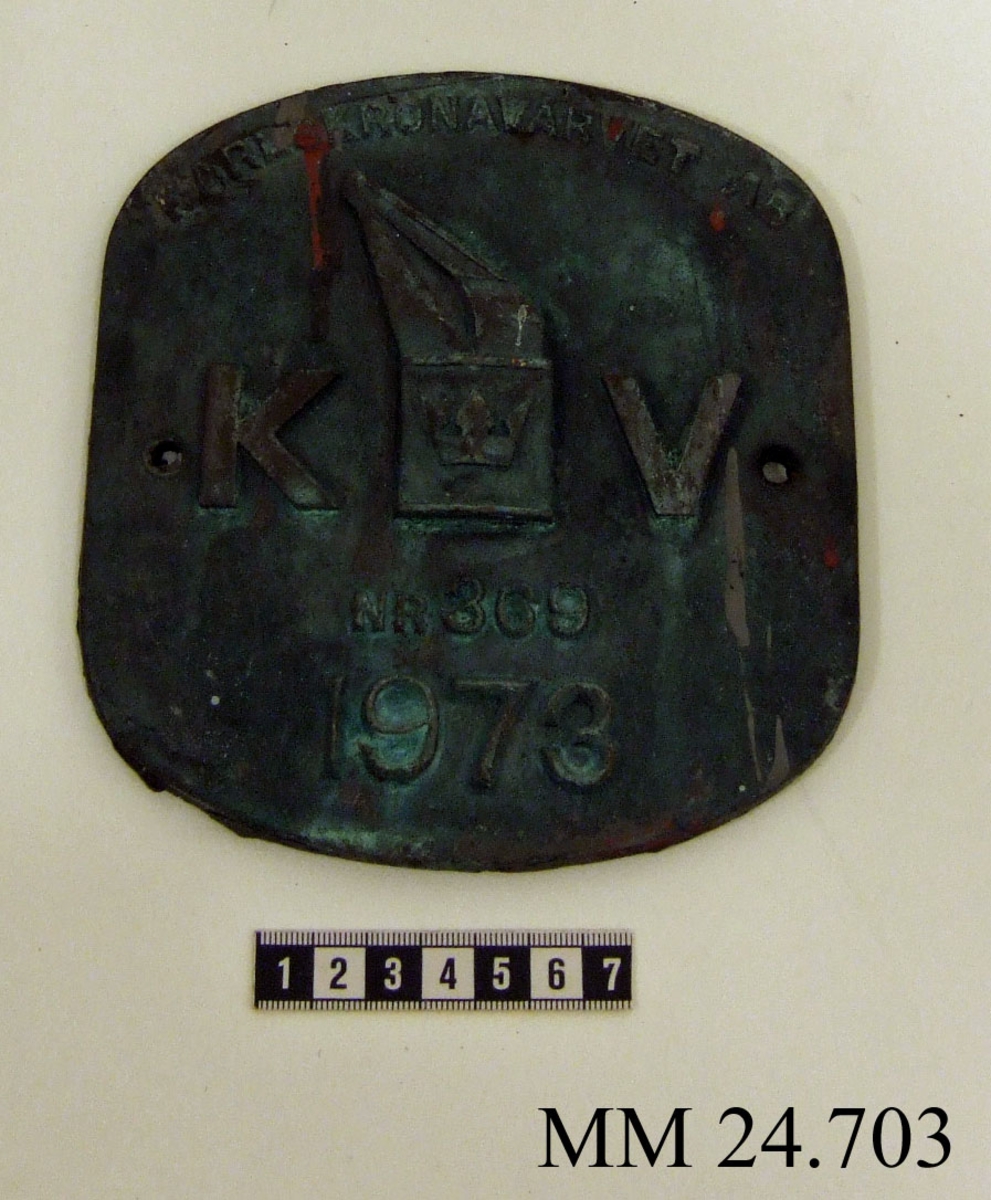 KARLSKRONAVARVET AB
K V
NR 369
1973
1 2 3 4 5 6 7
MM 24.703